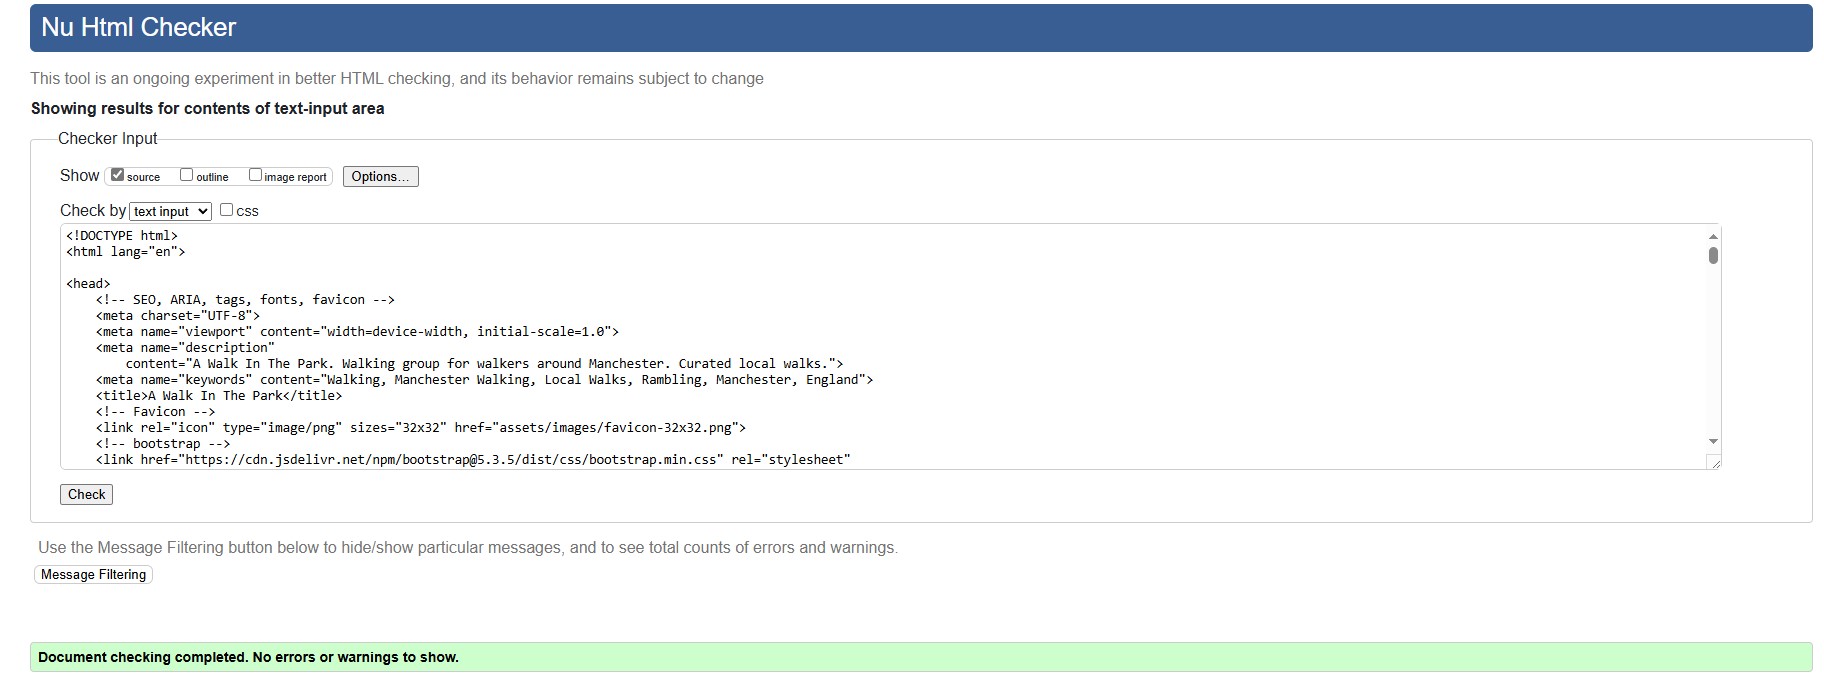 Nu Html Checker
This tool is an ongoing experiment in better HTML checking, and its behavior remains subject to change
Showing results for contents of text-input area
Checker Input
Show source outline image report Options...
Check by text input css
<!DOCTYPE html>
<html lang="en">
<head>
    <!-- SEO, ARIA, tags, fonts, favicon -->
    <meta charset="UTF-8">
    <meta name="viewport" content="width=device-width, initial-scale=1.0">
    <meta name="description"
        content="A Walk In The Park. Walking group for walkers around Manchester. Curated local walks.">
    <meta name="keywords" content="Walking, Manchester Walking, Local Walks, Rambling, Manchester, England">
    <title>A Walk In The Park</title>
    <!-- Favicon -->
    <link rel="icon" type="image/png" sizes="32x32" href="assets/images/favicon-32x32.png">
    <!-- bootstrap -->
    <link href="https://cdn.jsdelivr.net/npm/bootstrap@5.3.5/dist/css/bootstrap.min.css" rel="stylesheet"
Check
Use the Message Filtering button below to hide/show particular messages, and to see total counts of errors and warnings.
Message Filtering
Document checking completed. No errors or warnings to show.